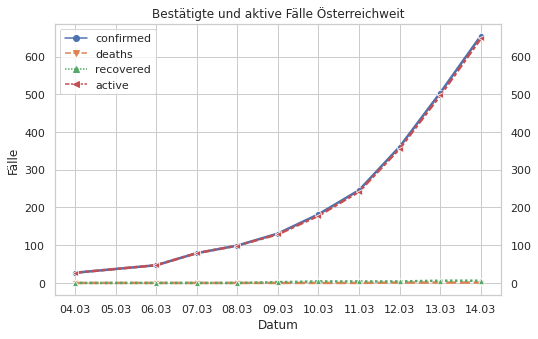 Bestätigte und aktive Fälle Österreichweit
confirmed
deaths
recovered
active
Fälle
600 600
500 500
400 400
300 300
200 200
100 100
0 0
04.03 05.03 06.03 07.03 08.03 09.03 10.03 11.03 12.03 13.03 14.03
Datum